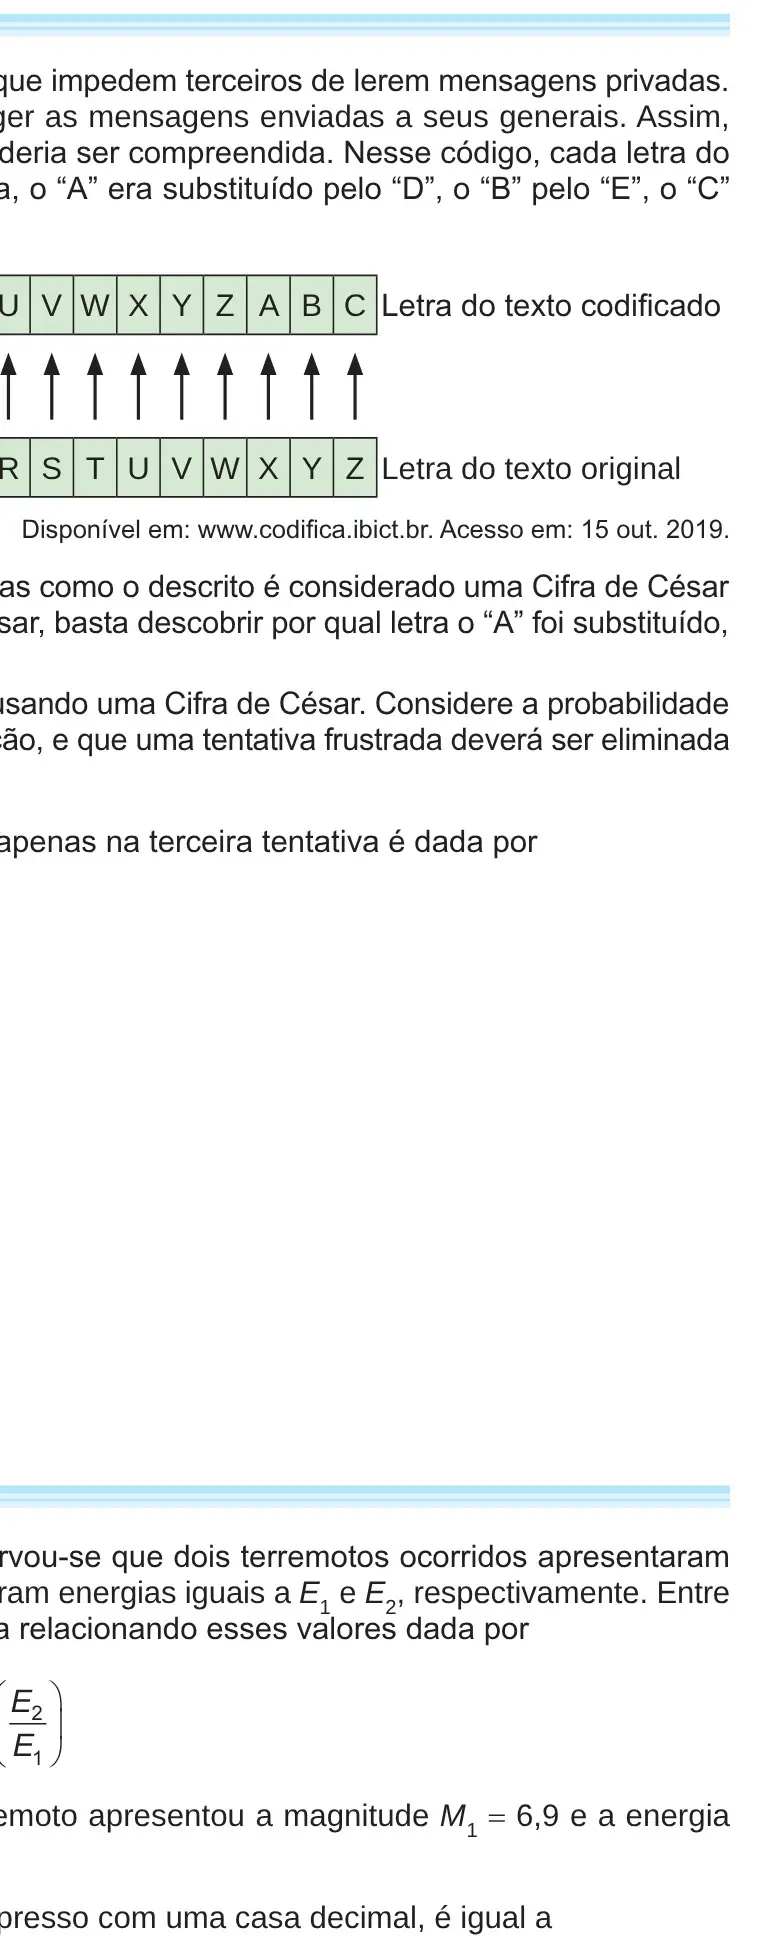 que impedem terceiros de lerem mensagens privadas.
ger as mensagens enviadas a seus generais. Assim,
deria ser compreendida. Nesse código, cada letra do
a, o “A” era substituído pelo “D”, o “B” pelo “E”, o “C”
U V W X Y Z A B C Letra do texto codificado
R S T U V W X Y Z Letra do texto original
Disponível em: www.codifica.ibict.br. Acesso em: 15 out. 2019.
as como o descrito é considerado uma Cifra de César
sar, basta descobrir por qual letra o “A” foi substituído,
usando uma Cifra de César. Considere a probabilidade
ção, e que uma tentativa frustrada deverá ser eliminada
apenas na terceira tentativa é dada por
rvou-se que dois terremotos ocorridos apresentaram
ram energias iguais a E1 e E2, respectivamente. Entre
a relacionando esses valores dada por
(E2
E1)
emoto apresentou a magnitude M1 = 6,9 e a energia
presso com uma casa decimal, é igual a